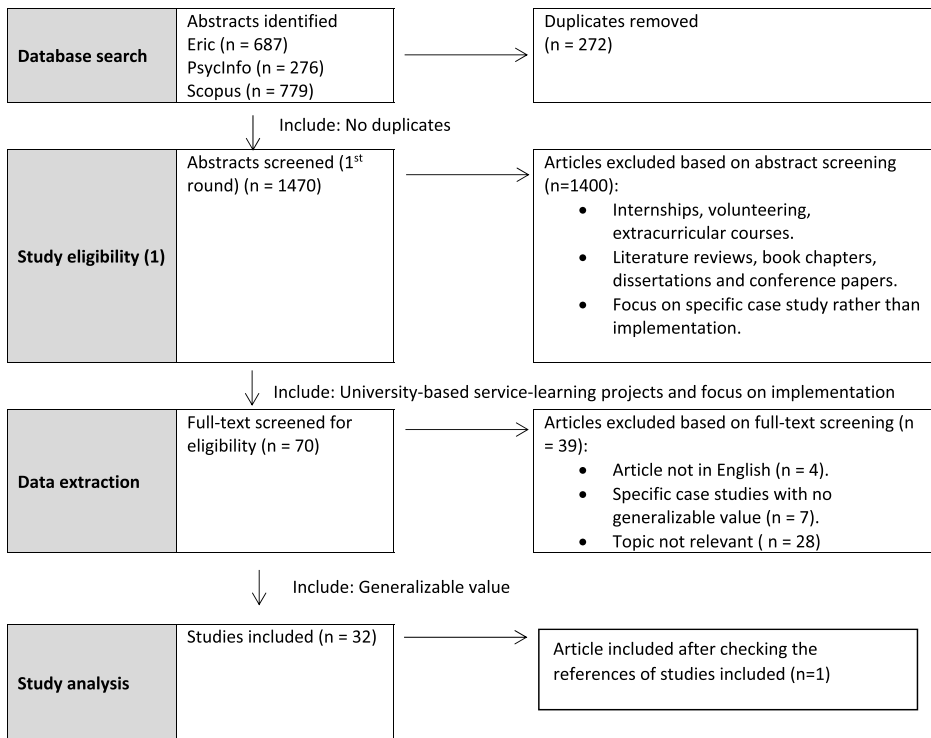 Database search
Abstracts identified
Eric (n = 687)
PsycInfo (n = 276)
Scopus (n = 779)
Duplicates removed
(n = 272)
Include: No duplicates
Study eligibility (1)
Abstracts screened (1st
round) (n = 1470)
Articles excluded based on abstract screening
(n=1400):
• Internships, volunteering,
extracurricular courses.
• Literature reviews, book chapters,
dissertations and conference papers.
• Focus on specific case study rather than
implementation.
Include: University-based service-learning projects and focus on implementation
Data extraction
Full-text screened for
eligibility (n = 70)
Articles excluded based on full-text screening (n
= 39):
• Article not in English (n = 4).
• Specific case studies with no
generalizable value (n = 7).
• Topic not relevant ( n = 28)
Include: Generalizable value
Study analysis
Studies included (n = 32)
Article included after checking the
references of studies included (n=1)